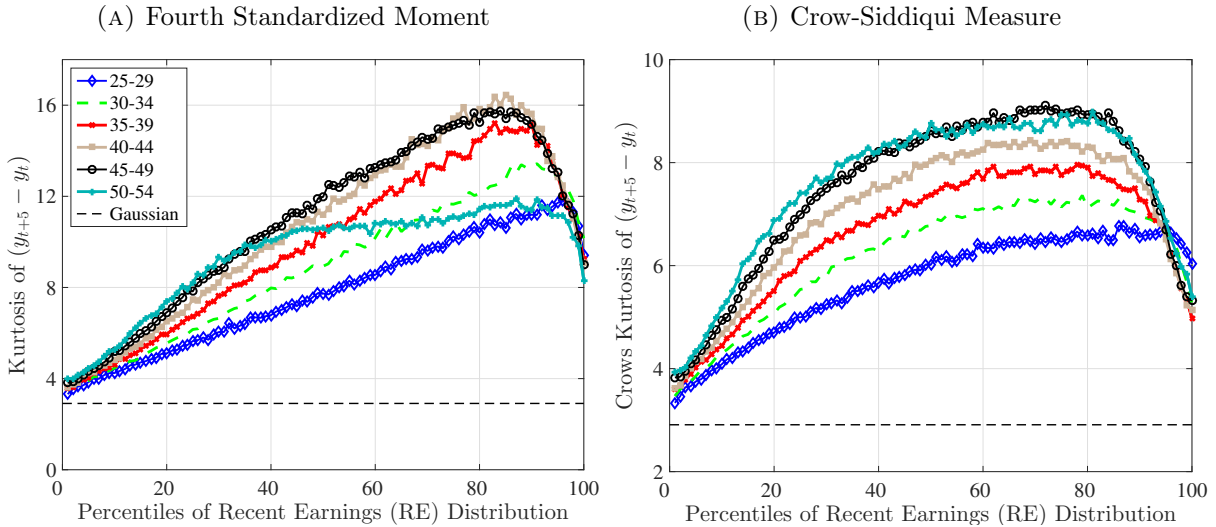 (A) Fourth Standardized Moment
Kurtosis of (y_{t+5} − y_t)
16
12
8
4
0
25-29
30-34
35-39
40-44
45-49
50-54
Gaussian
0 20 40 60 80 100
Percentiles of Recent Earnings (RE) Distribution
(B) Crow-Siddiqui Measure
Crows Kurtosis of (y_{t+5} − y_t)
10
8
6
4
2
0 20 40 60 80 100
Percentiles of Recent Earnings (RE) Distribution